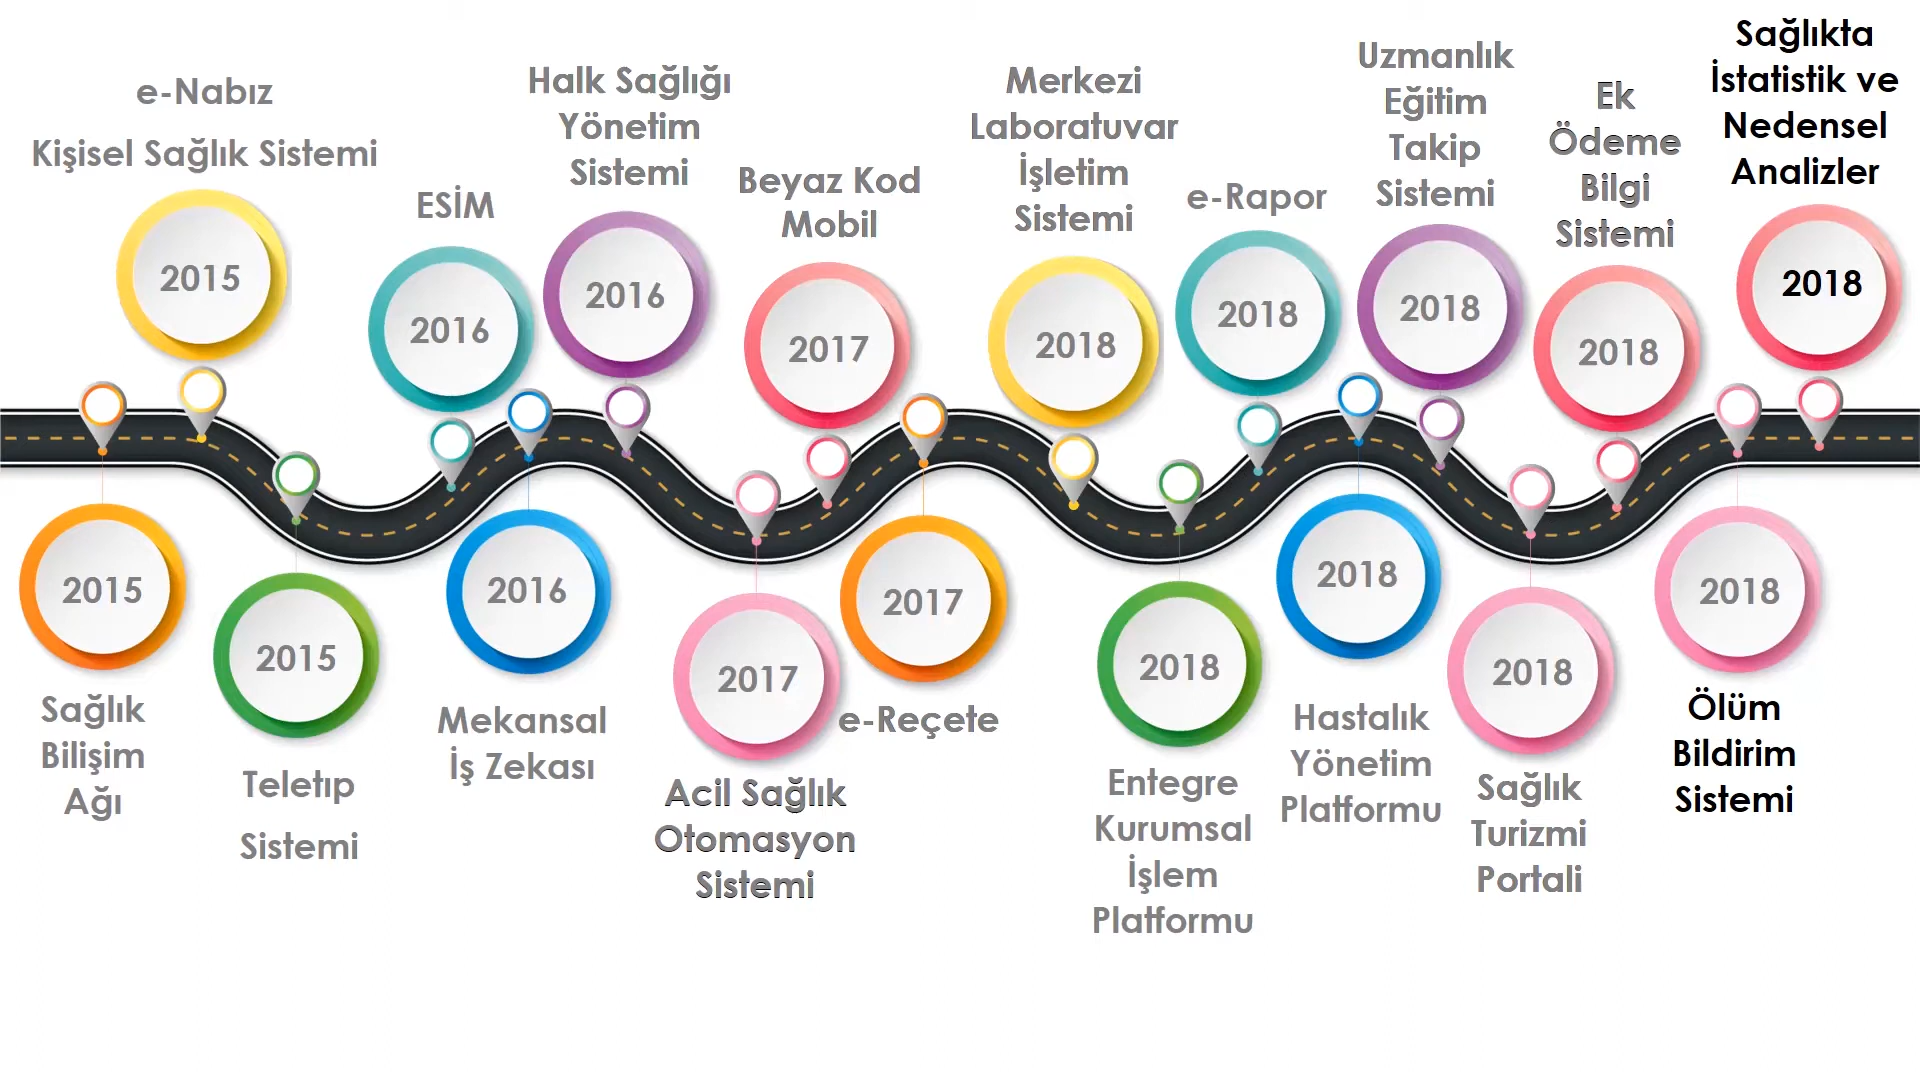 e-Nabız
Kişisel Sağlık Sistemi
2015
2015
Sağlık
Bilişim
Ağı
2015
Teletıp
Sistemi
ESİM
2016
2016
Mekansal
İş Zekası
Halk Sağlığı
Yönetim
Sistemi
2016
2017
Acil Sağlık
Otomasyon
Sistemi
Beyaz Kod
Mobil
2017
2017
e-Reçete
Merkezi
Laboratuvar
İşletim
Sistemi
2018
2018
Entegre
Kurumsal
İşlem
Platformu
e-Rapor
2018
2018
Hastalık
Yönetim
Platformu
Uzmanlık
Eğitim
Takip
Sistemi
2018
2018
Sağlık
Turizmi
Portali
Ek
Ödeme
Bilgi
Sistemi
2018
2018
Ölüm
Bildirim
Sistemi
Sağlıkta
İstatistik ve
Nedensel
Analizler
2018